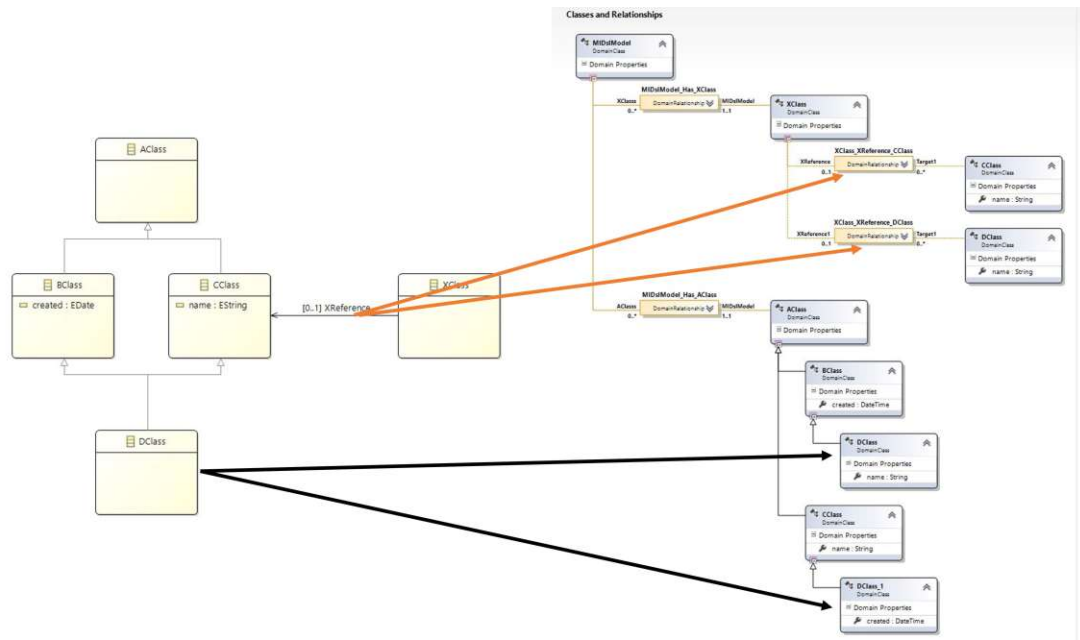 Classes and Relationships
AClass
BClass
created : EDate
CClass
name : EString
[0..1] XReference
XClass
DClass
MIDslModel
DomainClass
Domain Properties
MIDslModel_Has_XClass
XClass
0..*
DomainRelationship
MIDslModel
1..1
XClass
DomainClass
Domain Properties
XClass_XReference_CClass
XReference
0..1
DomainRelationship
Target1
0..*
CClass
DomainClass
Domain Properties
name : String
XClass_XReference_DClass
XReference1
0..1
DomainRelationship
Target1
0..*
DClass
DomainClass
Domain Properties
name : String
MIDslModel_Has_AClass
AClass
0..*
DomainRelationship
MIDslModel
1..1
AClass
DomainClass
Domain Properties
BClass
DomainClass
Domain Properties
created : DateTime
DClass
DomainClass
Domain Properties
name : String
CClass
DomainClass
Domain Properties
name : String
DClass_1
DomainClass
Domain Properties
created : DateTime